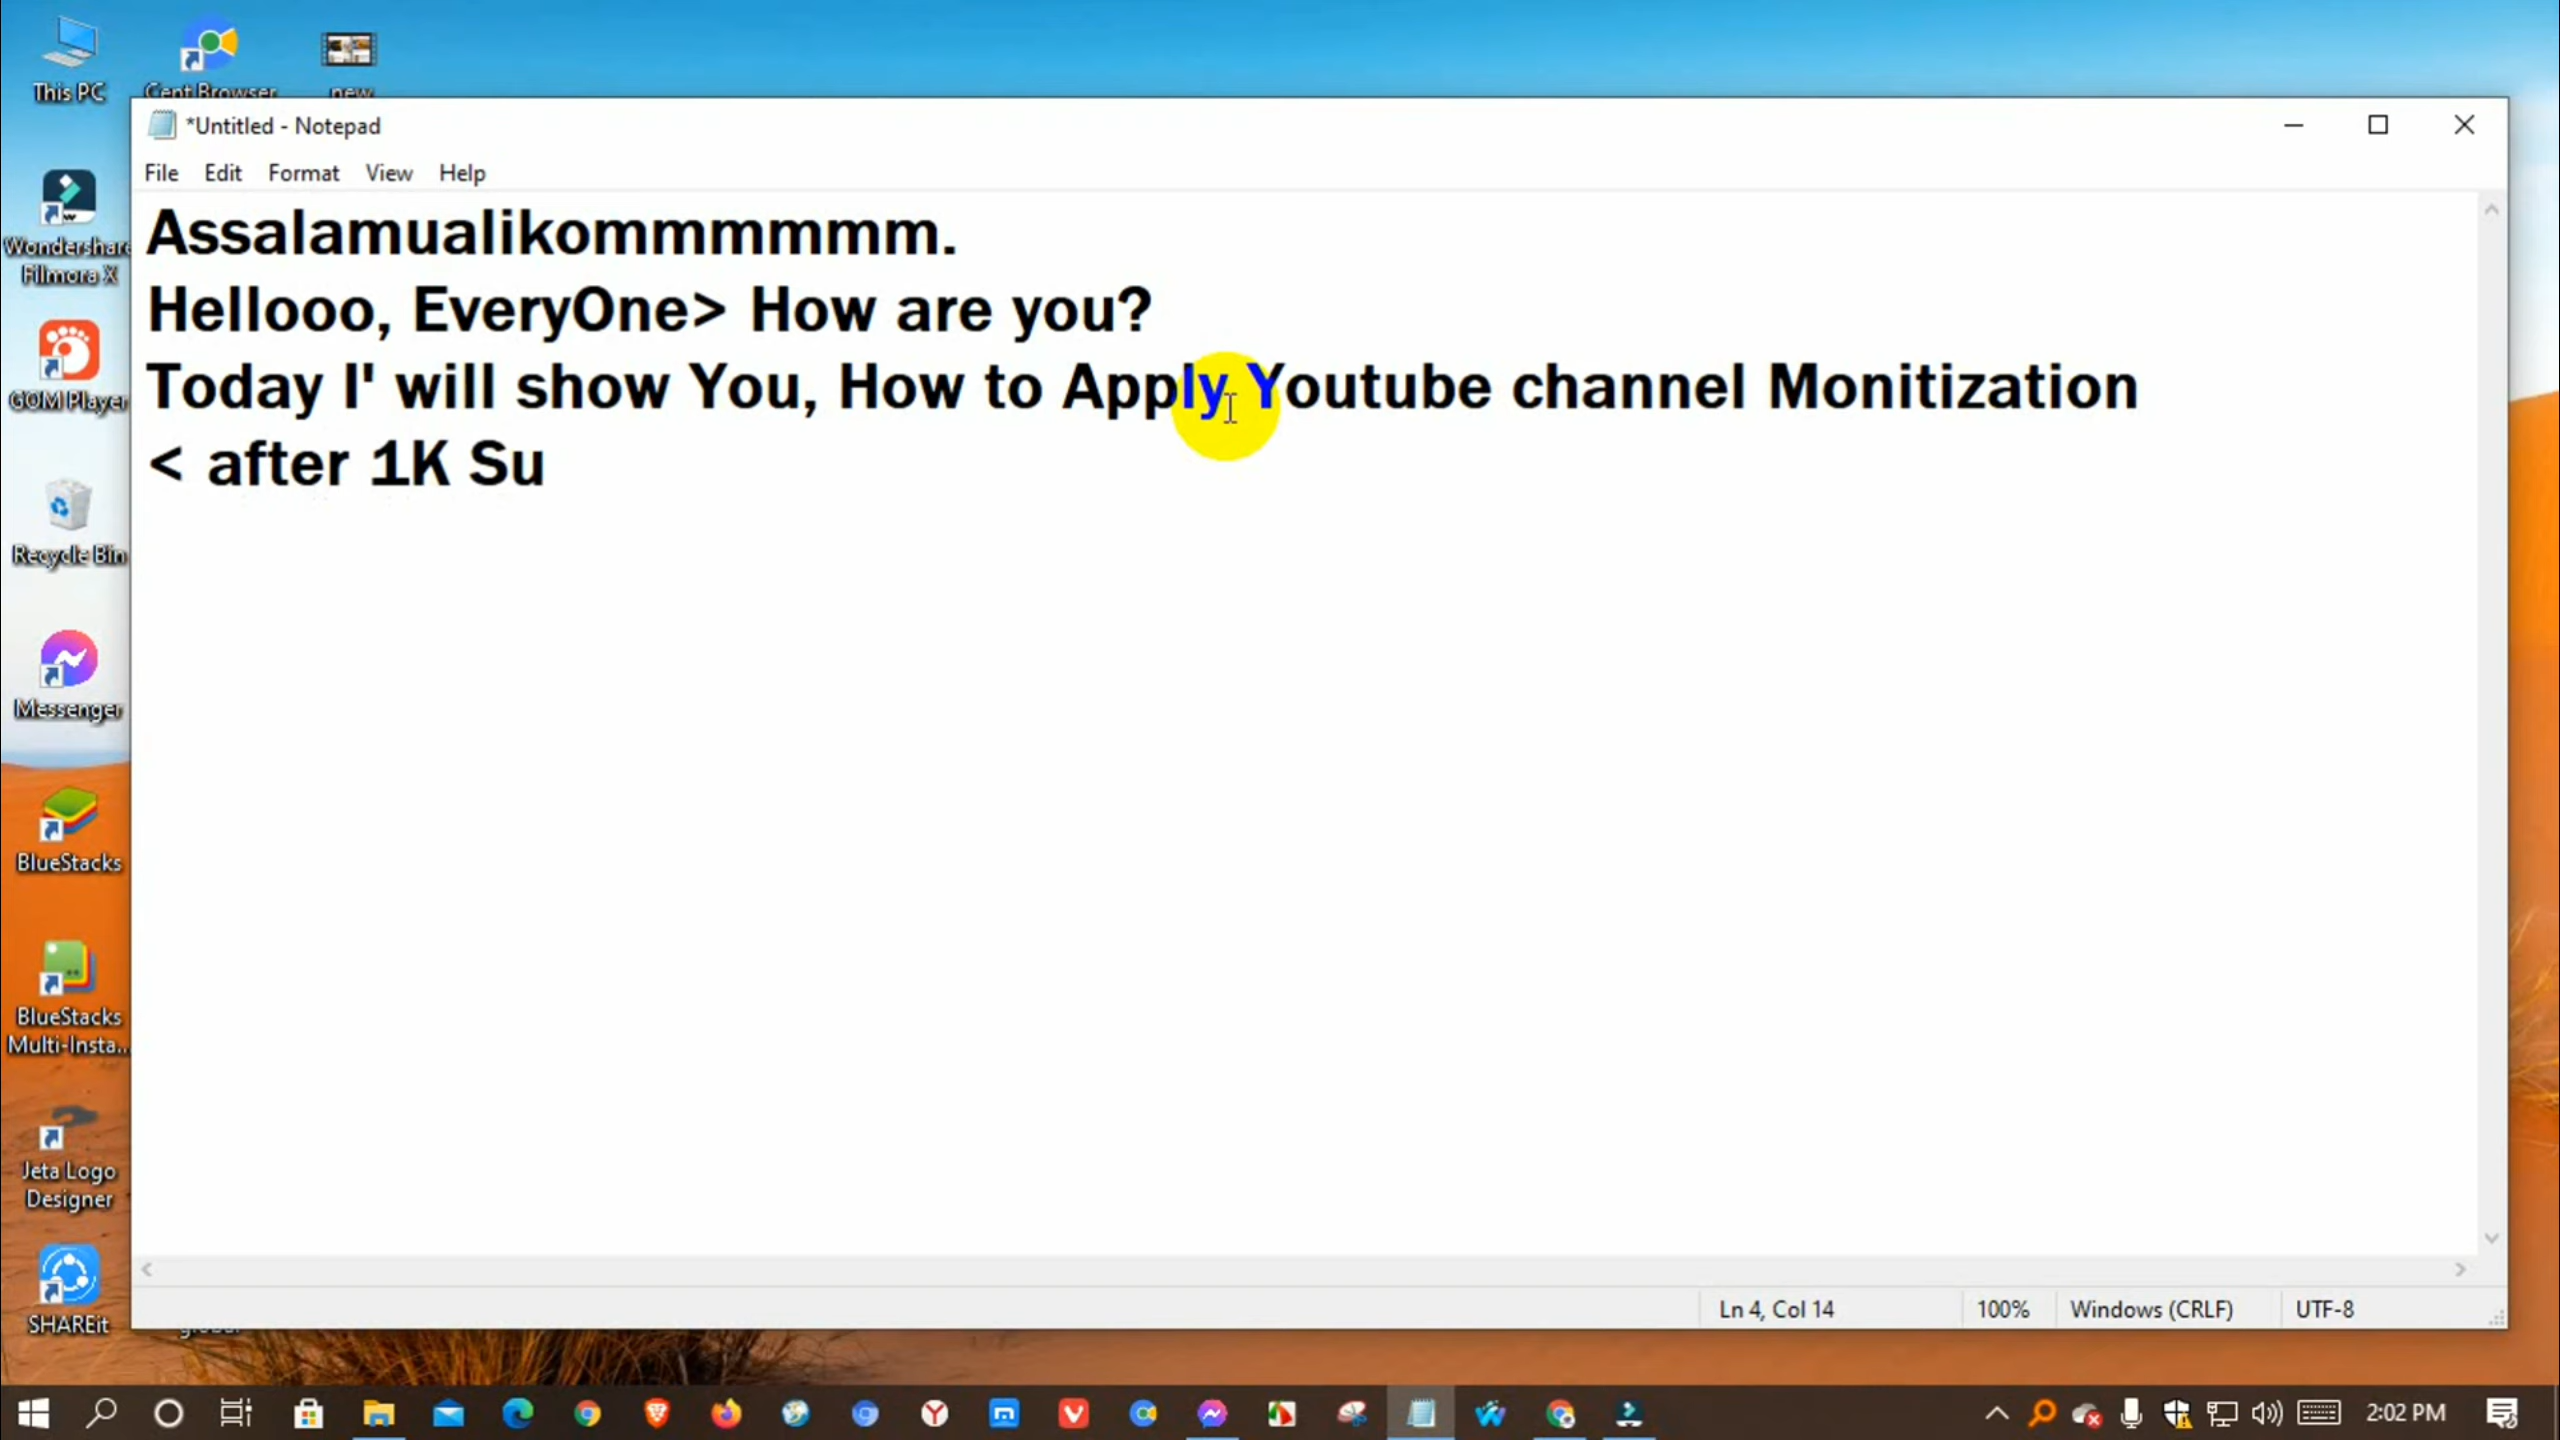 This PC
Cent Browser
new
*Untitled - Notepad
File Edit Format View Help
Assalamualikommmmmm.
Hellooo, EveryOne> How are you?
Today I' will show You, How to Apply Youtube channel Monitization
< after 1K Su
Wondershare
Filmora X
GOM Player
Recycle Bin
Messenger
BlueStacks
BlueStacks
Multi-Insta...
Jeta Logo
Designer
SHAREit
Ln 4, Col 14
100%
Windows (CRLF)
UTF-8
2:02 PM